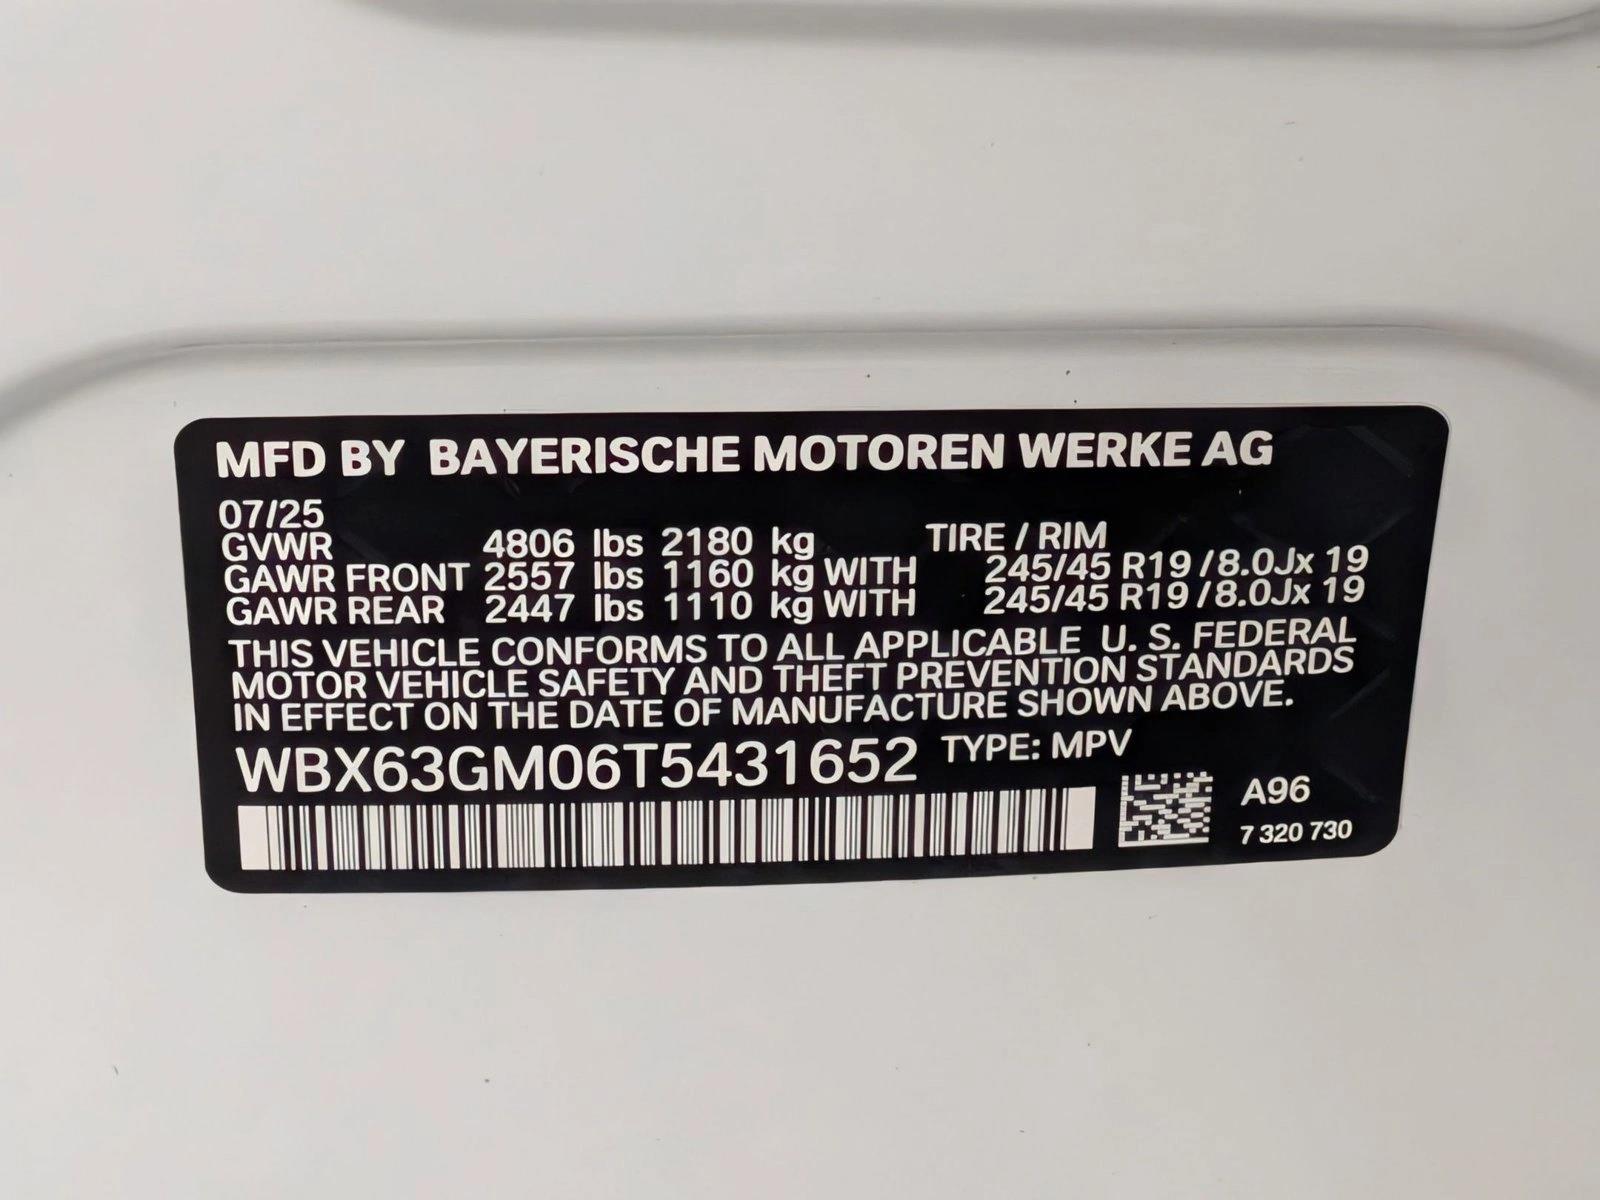 MFD BY BAYERISCHE MOTOREN WERKE AG
07/25
GVWR 4806 lbs 2180 kg TIRE / RIM
GAWR FRONT 2557 lbs 1160 kg WITH 245/45 R19 / 8.0Jx 19
GAWR REAR 2447 lbs 1110 kg WITH 245/45 R19 / 8.0Jx 19
THIS VEHICLE CONFORMS TO ALL APPLICABLE U. S. FEDERAL
MOTOR VEHICLE SAFETY AND THEFT PREVENTION STANDARDS
IN EFFECT ON THE DATE OF MANUFACTURE SHOWN ABOVE.
WBX63GM06T5431652 TYPE: MPV
A96
7 320 730